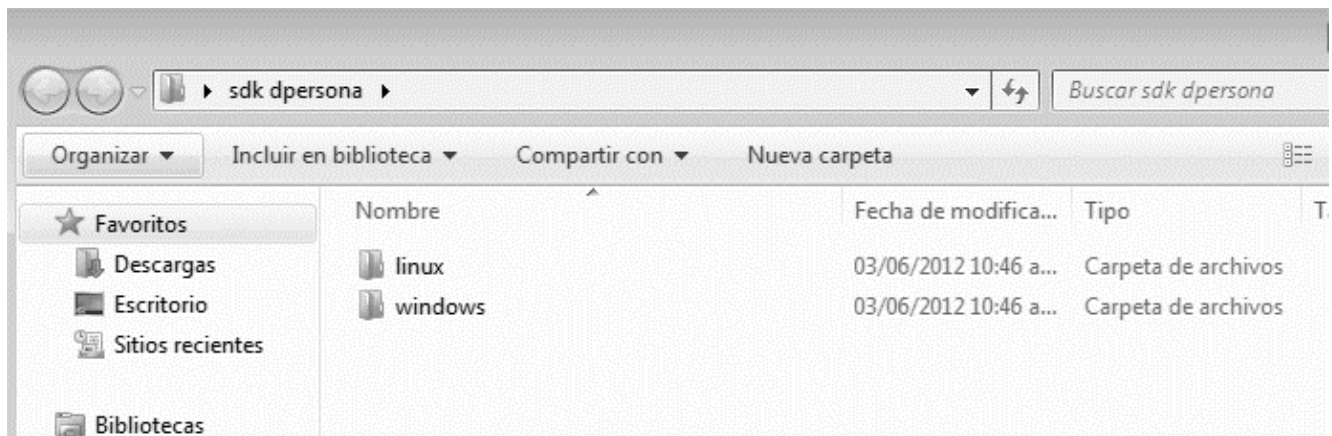 sdk dpersona
Buscar sdk dpersona
Organizar
Incluir en biblioteca
Compartir con
Nueva carpeta
Favoritos
Descargas
Escritorio
Sitios recientes
Bibliotecas
Nombre
Fecha de modifica...
Tipo
linux
03/06/2012 10:46 a...
Carpeta de archivos
windows
03/06/2012 10:46 a...
Carpeta de archivos